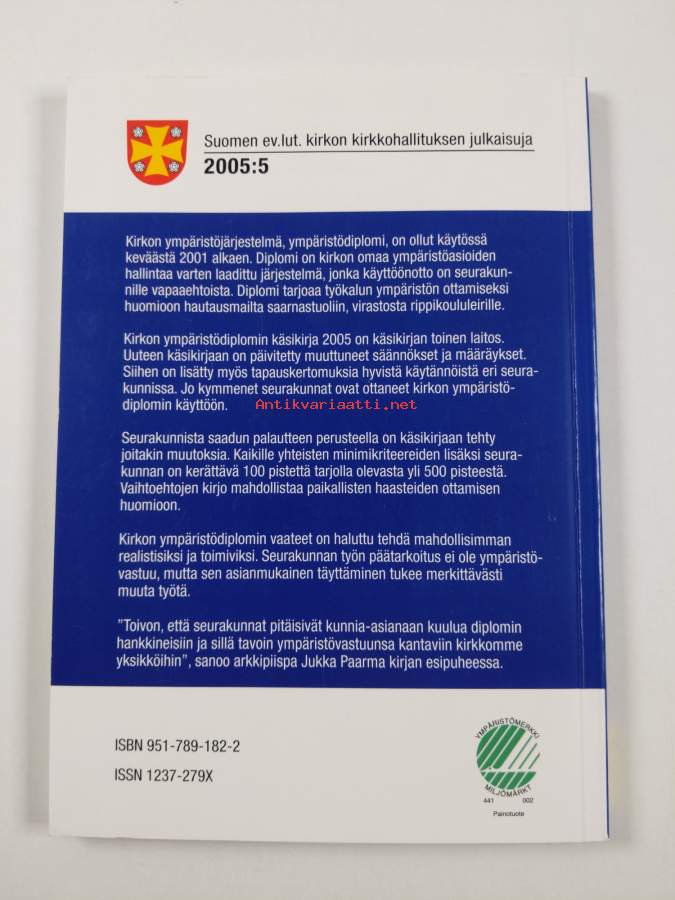 Suomen ev.lut. kirkon kirkkohallituksen julkaisuja
2005:5
Kirkon ympäristöjärjestelmä, ympäristödiplomi, on ollut käytössä
keväästä 2001 alkaen. Diplomi on kirkon omaa ympäristöasioiden
hallintaa varten laadittu järjestelmä, jonka käyttöönotto on seurakun-
nille vapaaehtoista. Diplomi tarjoaa työkalun ympäristön ottamiseksi
huomioon hautausmailta saarnastuoliin, virastosta rippikoululeirille.
Kirkon ympäristödiplomin käsikirja 2005 on käsikirjan toinen laitos.
Uuteen käsikirjaan on päivitetty muuttuneet säännökset ja määräykset.
Siihen on lisätty myös tapauskertomuksia hyvistä käytännöistä eri seura-
kunnissa. Jo kymmenet seurakunnat ovat ottaneet kirkon ympäristö-
diplomin käyttöön.
Antikvariaatti.net
Seurakunnista saadun palautteen perusteella on käsikirjaan tehty
joitakin muutoksia. Kaikille yhteisten minimikriteereiden lisäksi seura-
kunnan on kerättävä 100 pistettä tarjolla olevasta yli 500 pisteestä.
Vaihtoehtojen kirjo mahdollistaa paikallisten haasteiden ottamisen
huomioon.
Kirkon ympäristödiplomin vaateet on haluttu tehdä mahdollisimman
realistisiksi ja toimiviksi. Seurakunnan työn päätarkoitus ei ole ympäristö-
vastuu, mutta sen asianmukainen täyttäminen tukee merkittävästi
muuta työtä.
"Toivon, että seurakunnat pitäisivät kunnia-asianaan kuulua diplomin
hankkineisiin ja sillä tavoin ympäristövastuunsa kantaviin kirkkomme
yksikköihin", sanoo arkkipiispa Jukka Paarma kirjan esipuheessa.
ISBN 951-789-182-2
ISSN 1237-279X
YMPÄRISTÖMERKKI
MILJÖMÄRKT
441 002
Painotuote